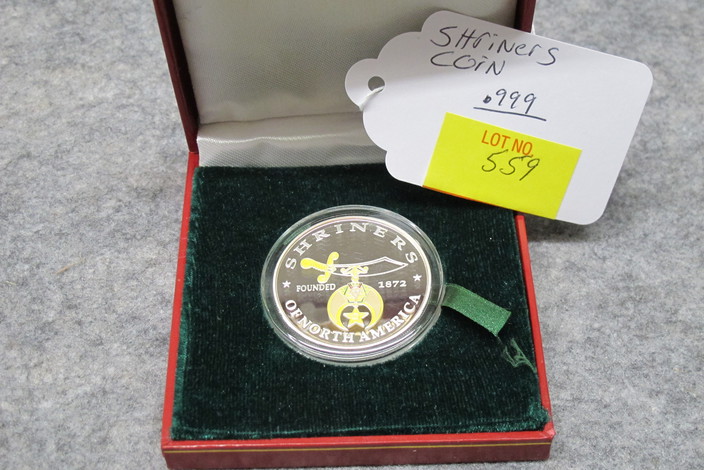 SHriNerS
COiN
.999
LOT NO.
559
SHRINERS
FOUNDED 1872
OF NORTH AMERICA